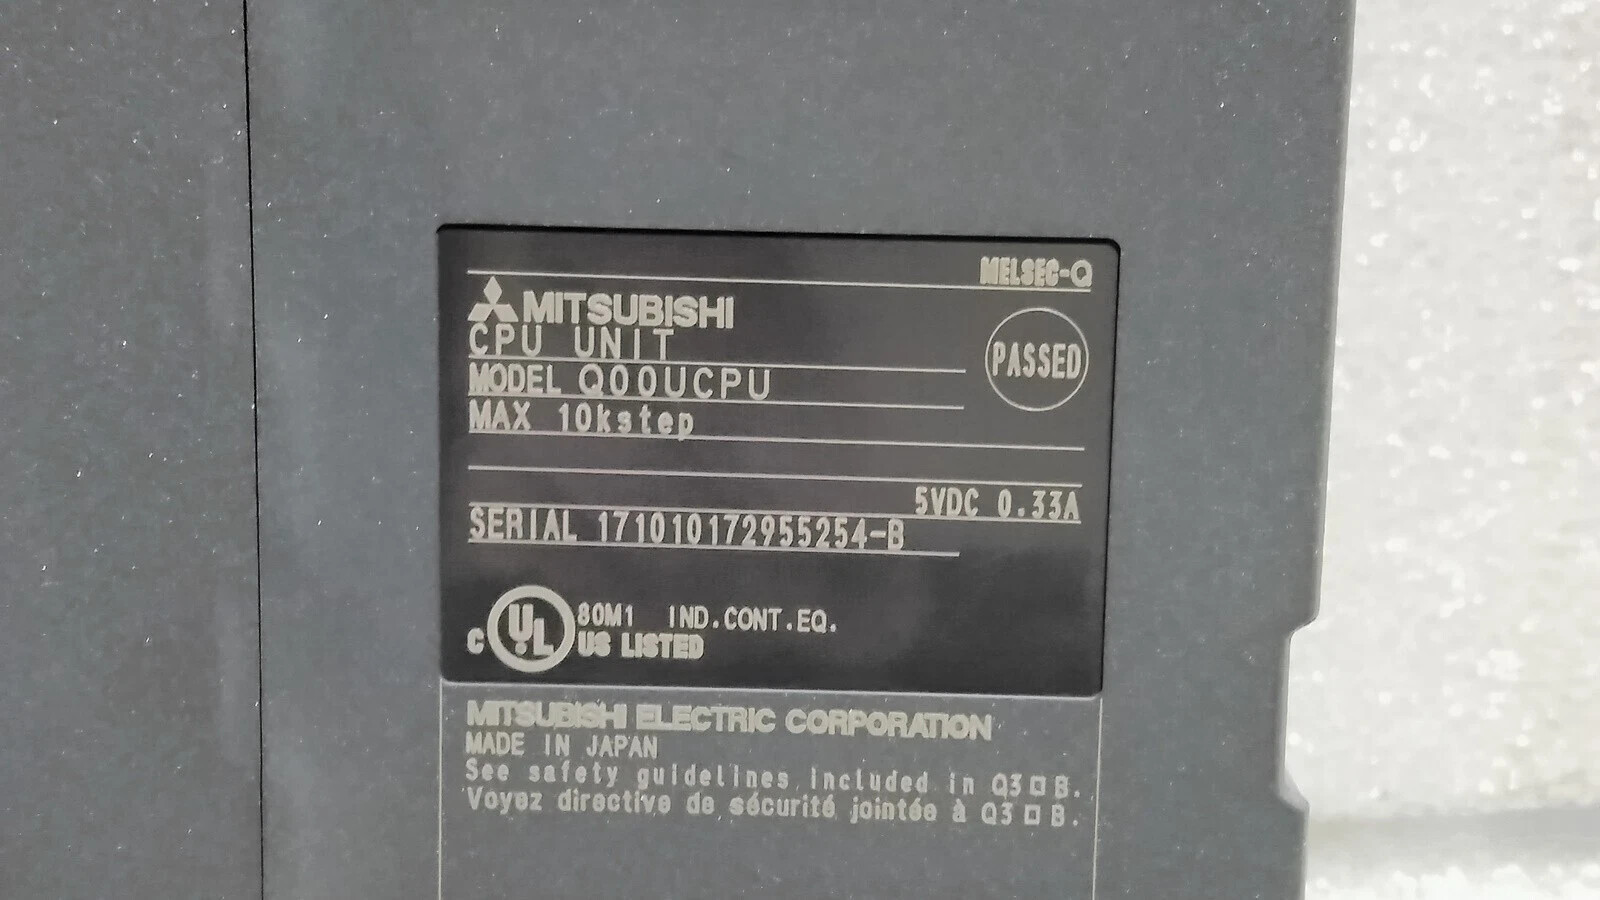 MELSEC-Q
MITSUBISHI
CPU UNIT
MODEL Q00UCPU
PASSED
MAX 10kstep
5VDC 0.33A
SERIAL 171010172955254-B
C UL US LISTED
80M1 IND.CONT.EQ.
MITSUBISHI ELECTRIC CORPORATION
MADE IN JAPAN
See safety guidelines included in Q3□B.
Voyez directive de sécurité jointée à Q3□B.